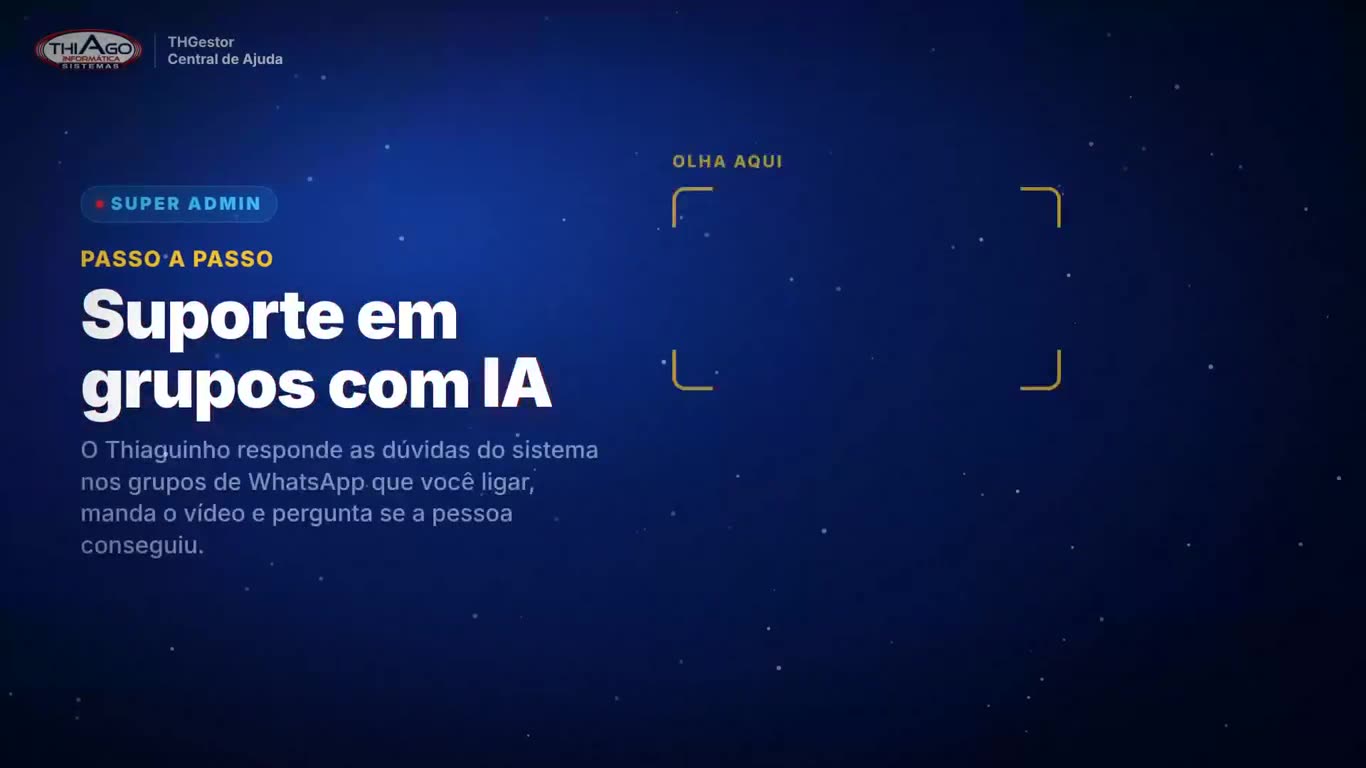 THIAGO
INFORMÁTICA
SISTEMAS
THGestor
Central de Ajuda
SUPER ADMIN
PASSO A PASSO
Suporte em
grupos com IA
O Thiaguinho responde as dúvidas do sistema
nos grupos de WhatsApp que você ligar,
manda o vídeo e pergunta se a pessoa
conseguiu.
OLHA AQUI